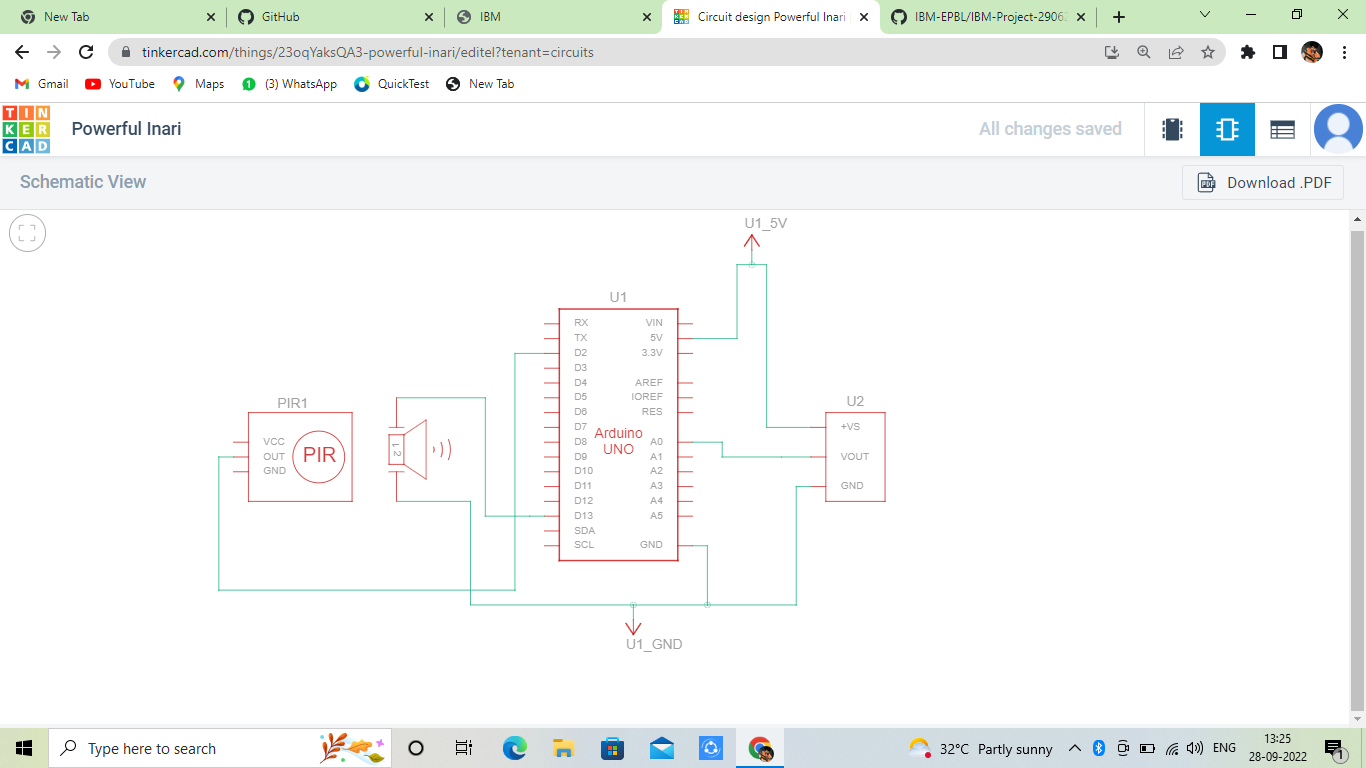 New Tab
GitHub
IBM
Circuit design Powerful Inari
IBM-EPBL/IBM-Project-29062
tinkercad.com/things/23oqYaksQA3-powerful-inari/editel?tenant=circuits
Gmail
YouTube
Maps
1
(3) WhatsApp
QuickTest
New Tab
TIN
KER
CAD
Powerful Inari
All changes saved
Schematic View
PDF
Download .PDF
U1_5V
U1
RX VIN
TX 5V
D2 3.3V
D3
D4 AREF
D5 IOREF
D6 RES
D7
Arduino
UNO
D8 A0
D9 A1
D10 A2
D11 A3
D12 A4
D13 A5
SDA
SCL GND
PIR1
VCC
OUT
GND
PIR
U2
+VS
VOUT
GND
U1_GND
Type here to search
32°C Partly sunny
ENG
13:25
28-09-2022
1